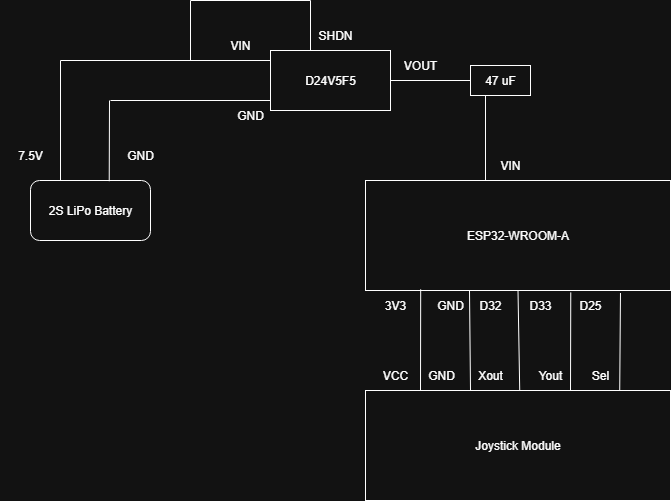 SHDN
VIN
VOUT
D24V5F5
47 uF
GND
7.5V
GND
VIN
2S LiPo Battery
ESP32-WROOM-A
3V3
GND
D32
D33
D25
VCC
GND
Xout
Yout
Sel
Joystick Module